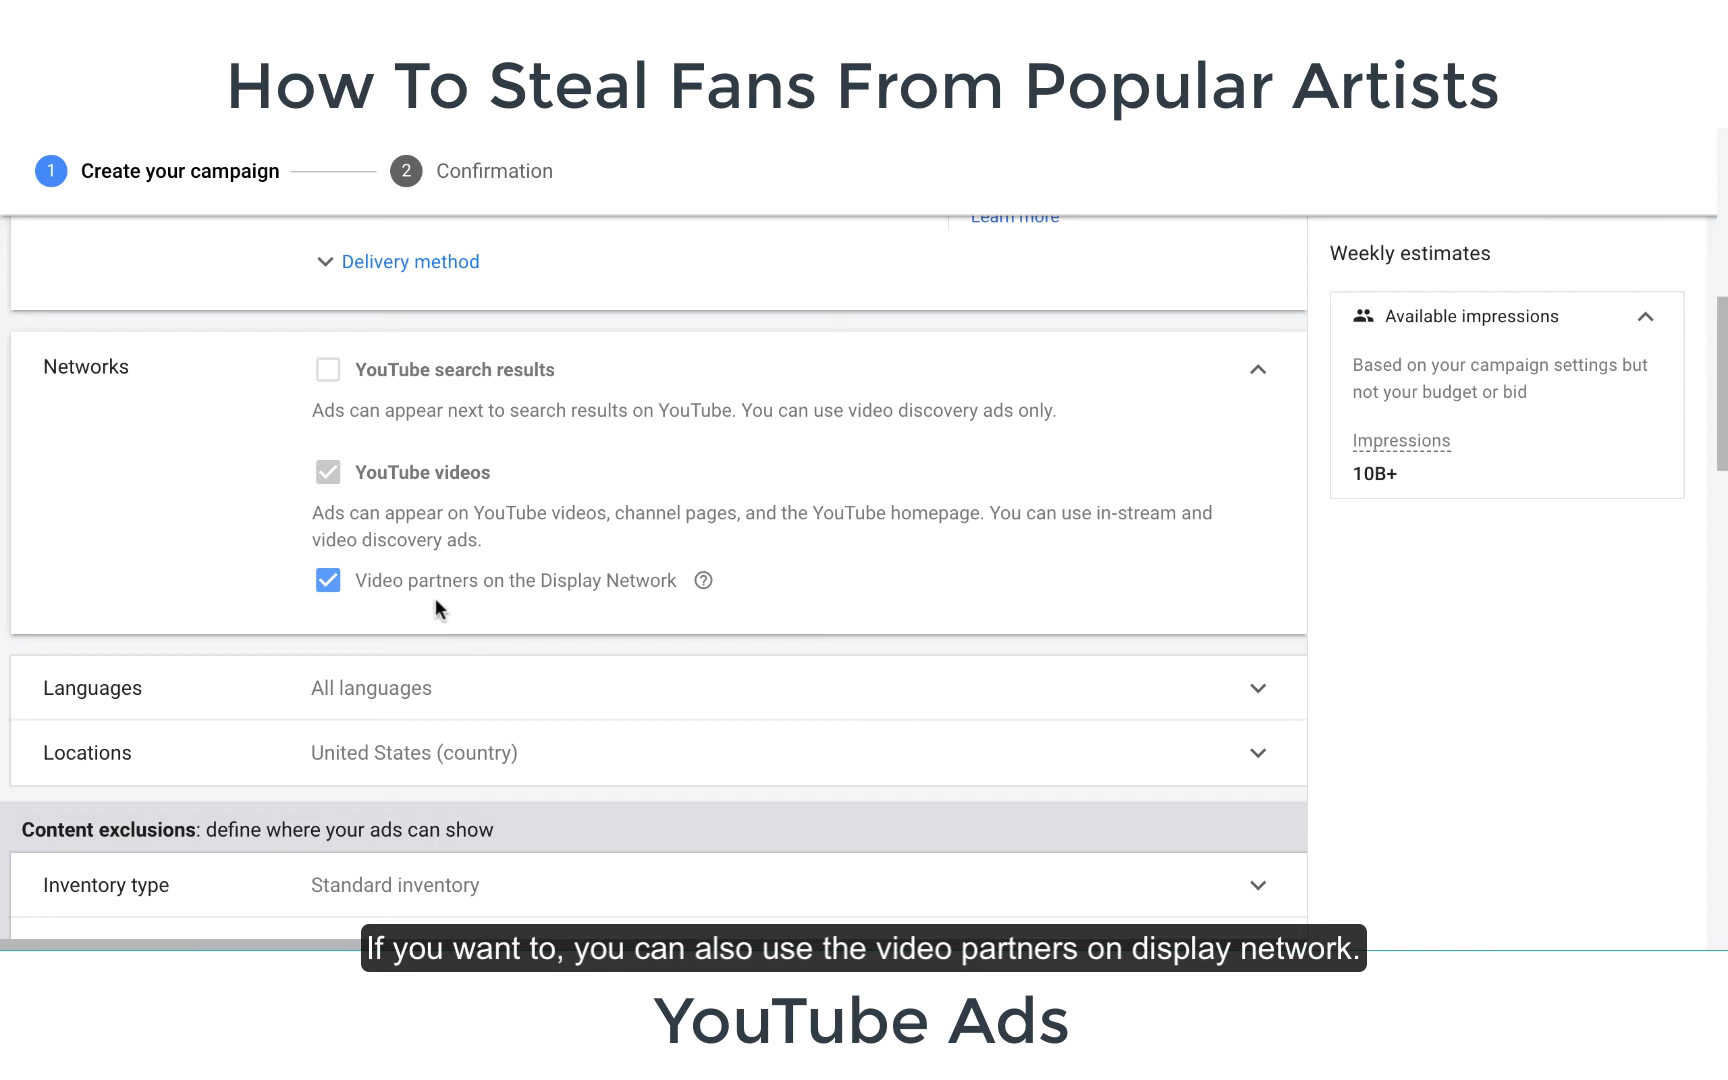 How To Steal Fans From Popular Artists
1 Create your campaign 2 Confirmation
Learn more
Delivery method
Weekly estimates
Available impressions
Based on your campaign settings but
not your budget or bid
Impressions
10B+
Networks
YouTube search results
Ads can appear next to search results on YouTube. You can use video discovery ads only.
YouTube videos
Ads can appear on YouTube videos, channel pages, and the YouTube homepage. You can use in-stream and
video discovery ads.
Video partners on the Display Network ?
Languages All languages
Locations United States (country)
Content exclusions: define where your ads can show
Inventory type Standard inventory
If you want to, you can also use the video partners on display network.
YouTube Ads